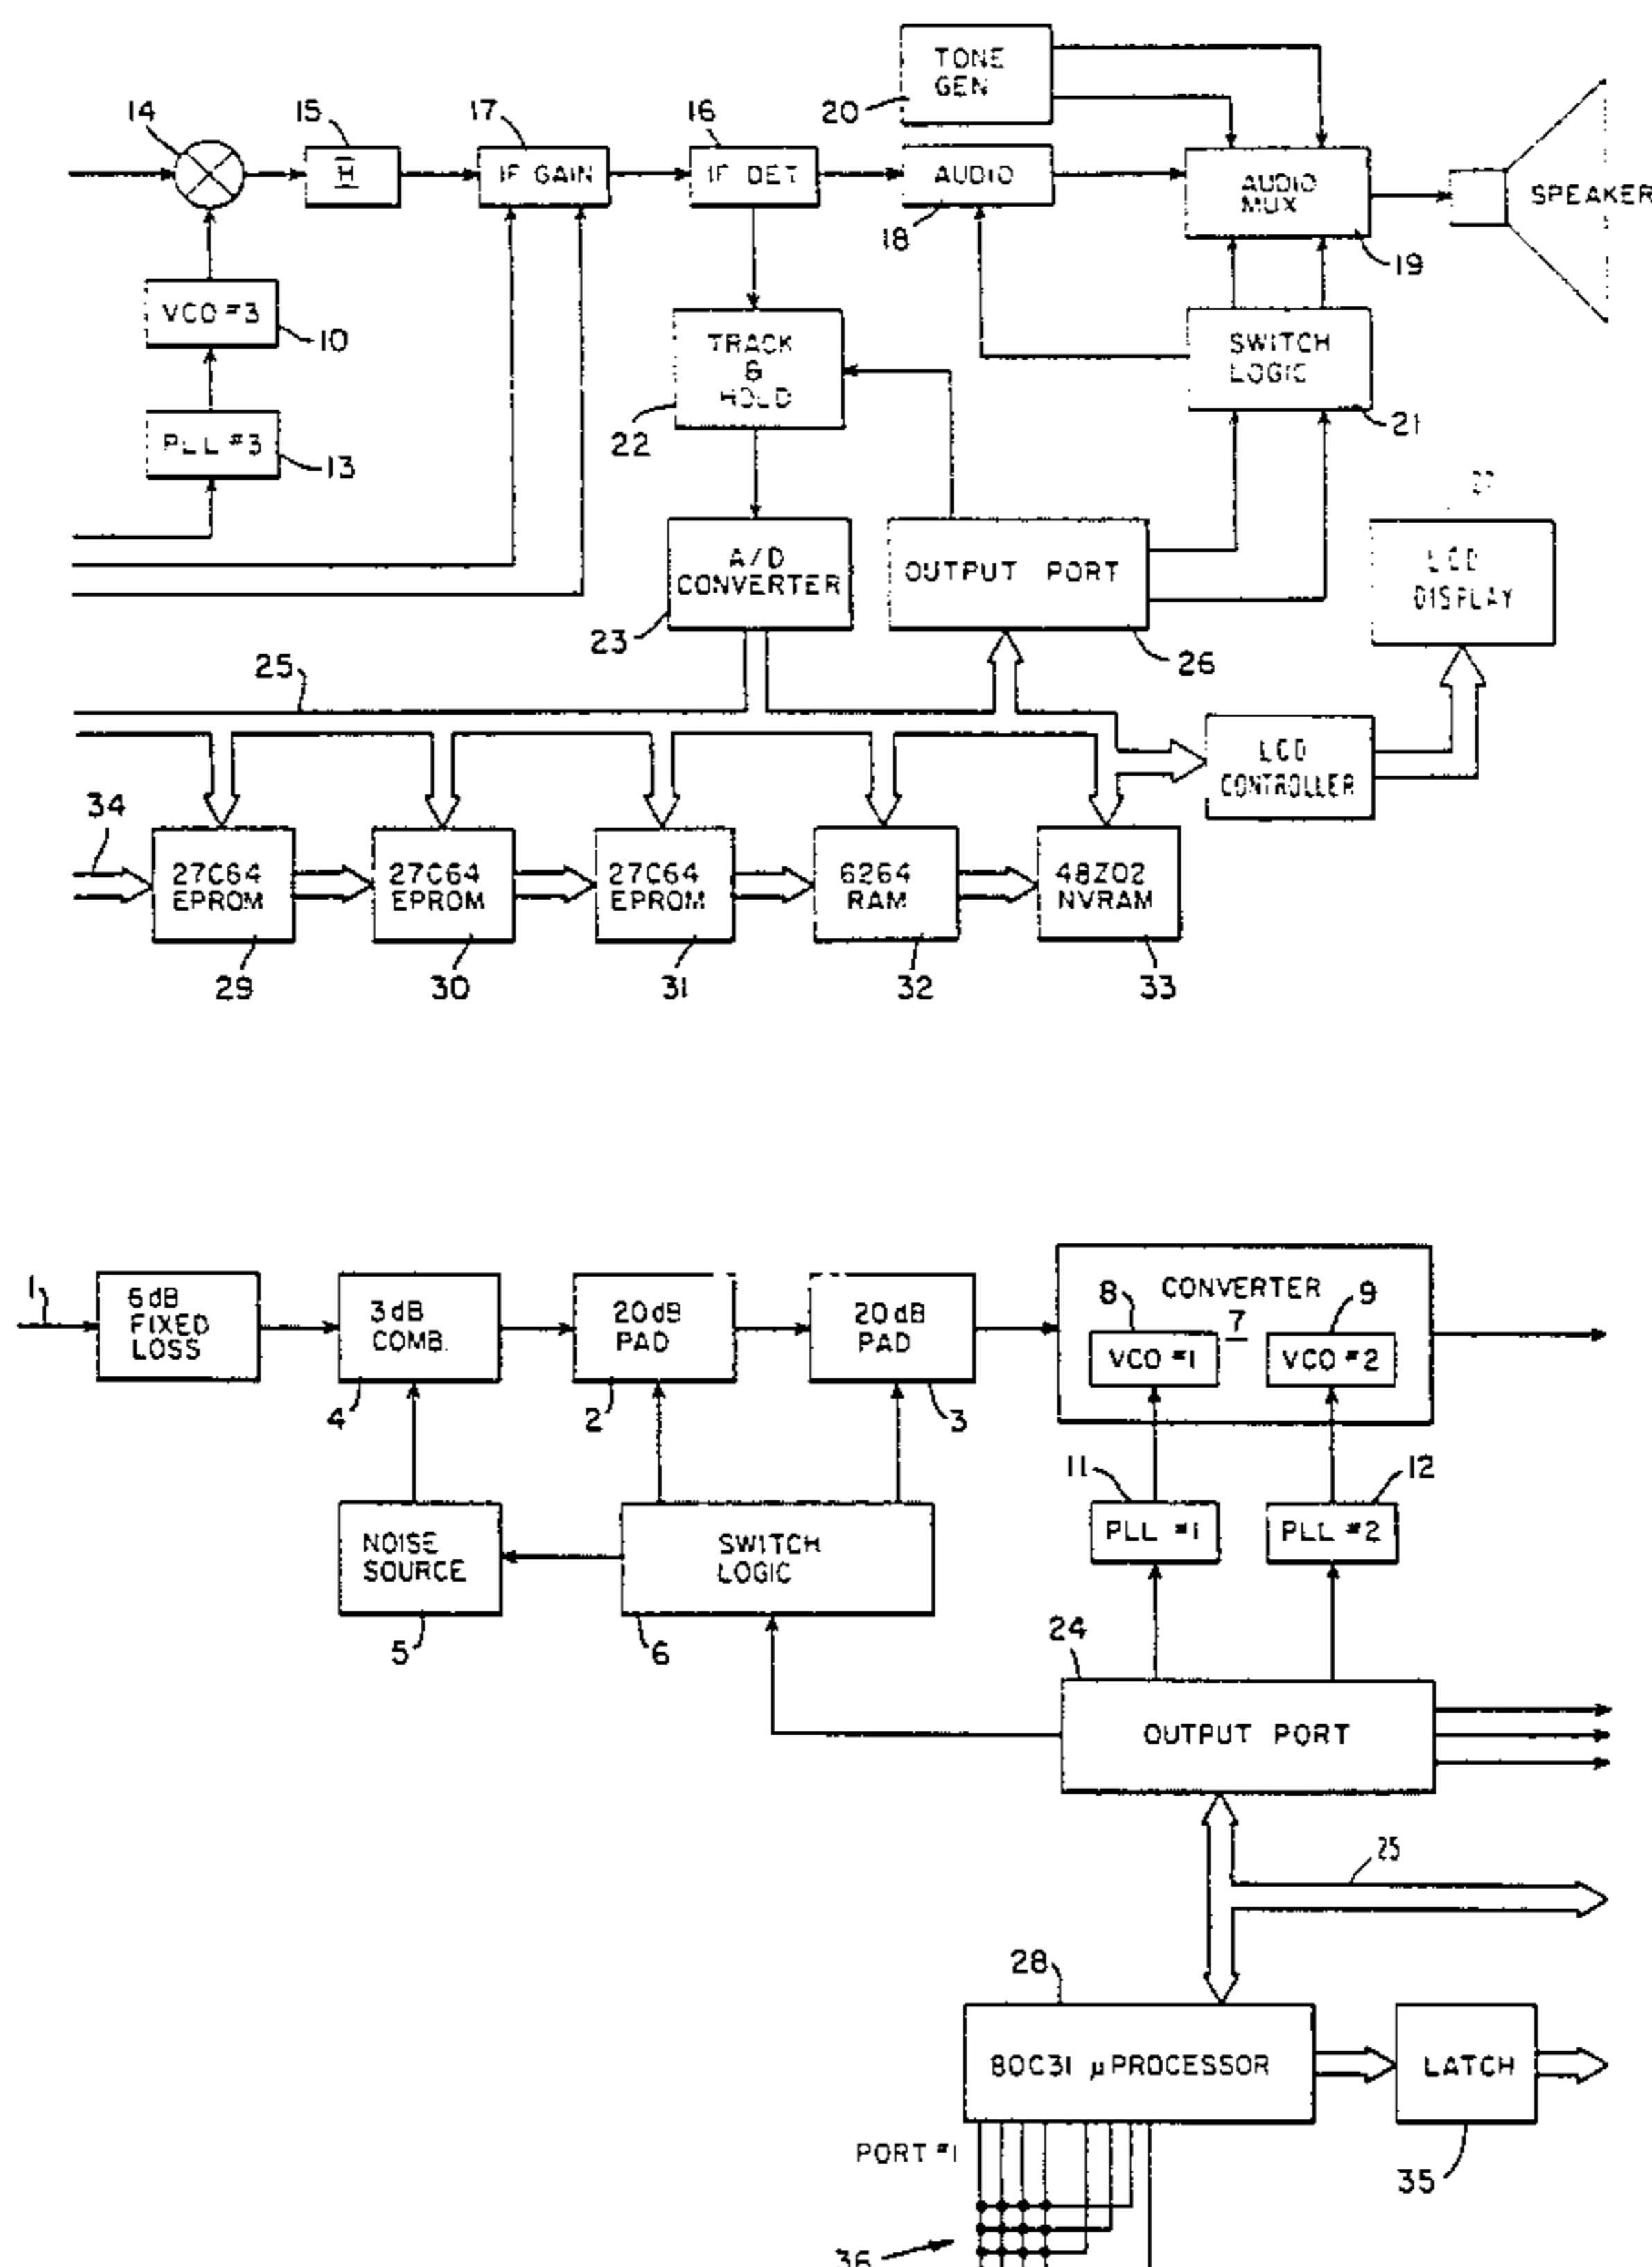 TONE
GEN
20
14
15
17
16
H
IF GAIN
IF DET
AUDIO
AUDIO
MUX
SPEAKER
18
19
VCO #3
10
TRACK
&
HOLD
22
SWITCH
LOGIC
21
PLL #3
13
A/D
CONVERTER
23
OUTPUT PORT
26
LCD
DISPLAY
25
LCD
CONTROLLER
34
27C64
EPROM
27C64
EPROM
27C64
EPROM
6264
RAM
48Z02
NVRAM
29
30
31
32
33
1
6dB
FIXED
LOSS
3dB
COMB.
20dB
PAD
20dB
PAD
CONVERTER
8
7
9
VCO #1
VCO #2
4
2
3
11
12
NOISE
SOURCE
SWITCH
LOGIC
PLL #1
PLL #2
5
6
24
OUTPUT PORT
25
28
80C31 µPROCESSOR
LATCH
PORT #1
35
36